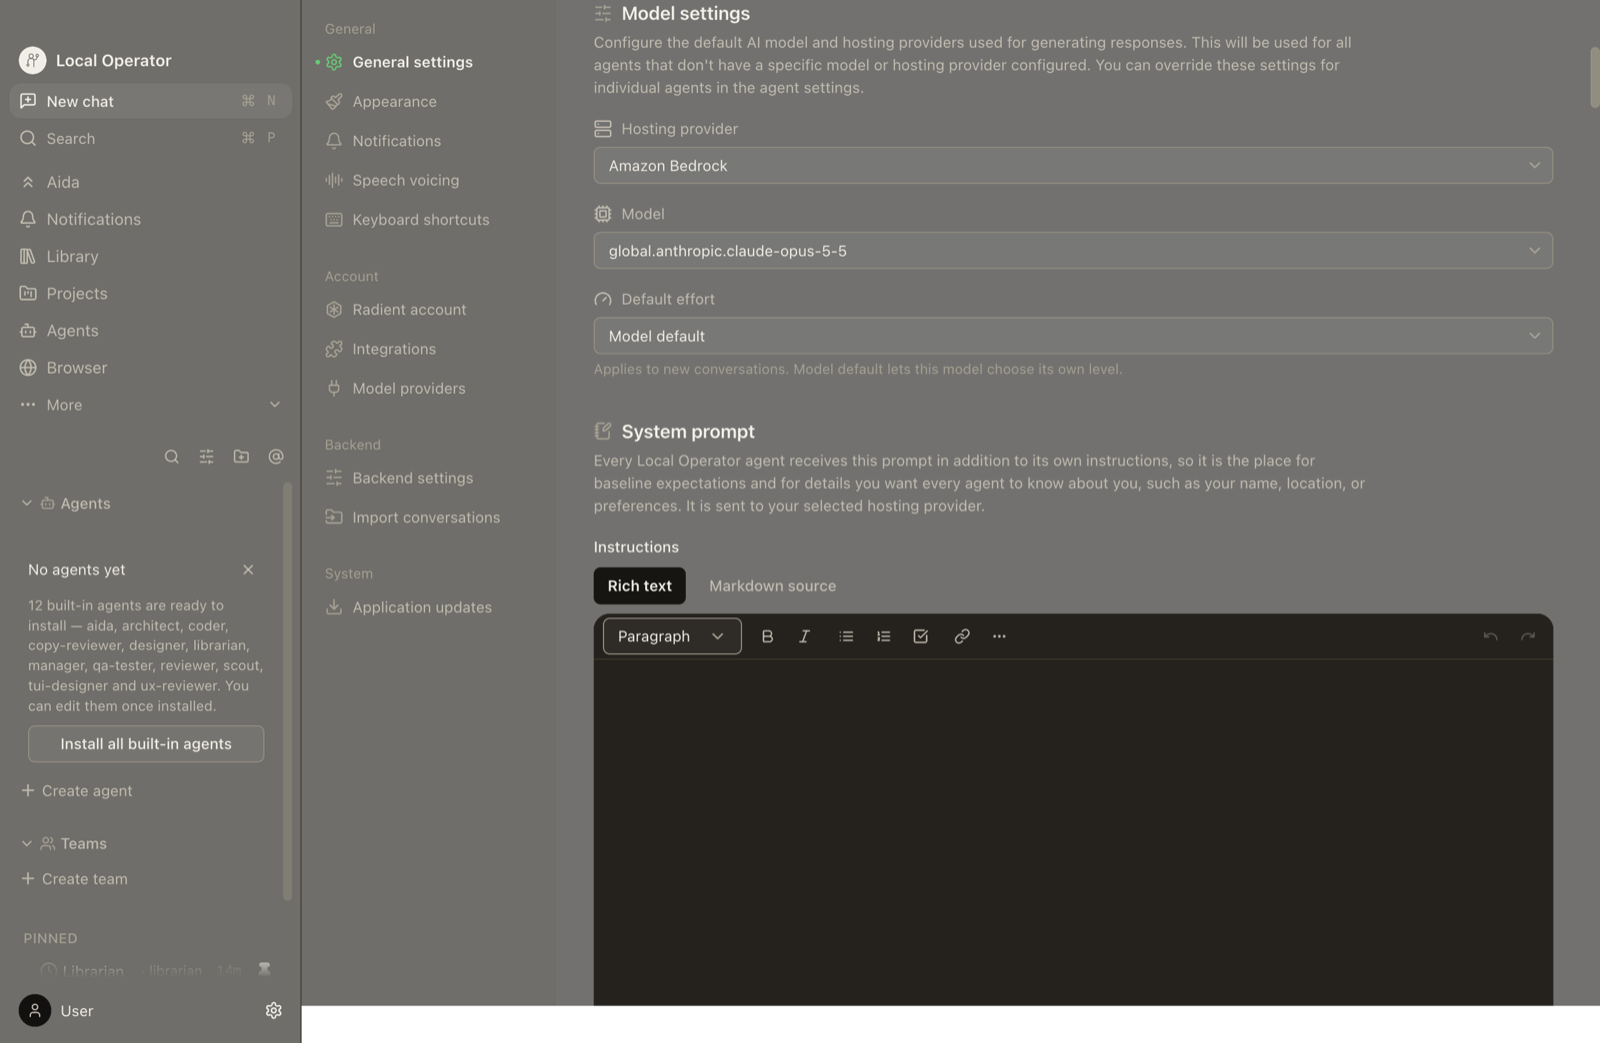 Local Operator
New chat ⌘ N
Search ⌘ P
Aida
Notifications
Library
Projects
Agents
Browser
More
Agents
No agents yet
12 built-in agents are ready to
install — aida, architect, coder,
copy-reviewer, designer, librarian,
manager, qa-tester, reviewer, scout,
tui-designer and ux-reviewer. You
can edit them once installed.
Install all built-in agents
Create agent
Teams
Create team
PINNED
Librarian · librarian 14m
User
General
General settings
Appearance
Notifications
Speech voicing
Keyboard shortcuts
Account
Radient account
Integrations
Model providers
Backend
Backend settings
Import conversations
System
Application updates
Model settings
Configure the default AI model and hosting providers used for generating responses. This will be used for all
agents that don't have a specific model or hosting provider configured. You can override these settings for
individual agents in the agent settings.
Hosting provider
Amazon Bedrock
Model
global.anthropic.claude-opus-5-5
Default effort
Model default
Applies to new conversations. Model default lets this model choose its own level.
System prompt
Every Local Operator agent receives this prompt in addition to its own instructions, so it is the place for
baseline expectations and for details you want every agent to know about you, such as your name, location, or
preferences. It is sent to your selected hosting provider.
Instructions
Rich text
Markdown source
Paragraph